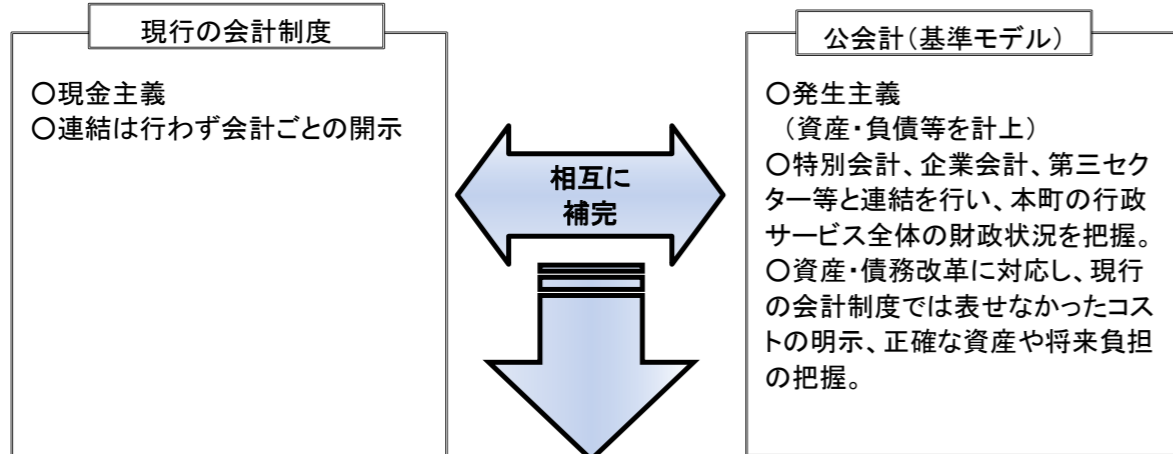 現行の会計制度
○現金主義
○連結は行わず会計ごとの開示
相互に
補完
公会計(基準モデル)
○発生主義
(資産・負債等を計上)
○特別会計、企業会計、第三セク
ター等と連結を行い、本町の行政
サービス全体の財政状況を把握。
○資産・債務改革に対応し、現行
の会計制度では表せなかったコス
トの明示、正確な資産や将来負担
の把握。